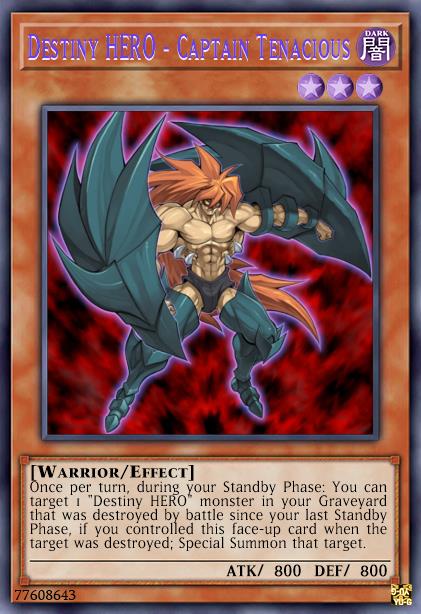 DESTINY HERO - CAPTAIN TENACIOUS
DARK
闇
[WARRIOR/EFFECT]
Once per turn, during your Standby Phase: You can
target 1 "Destiny HERO" monster in your Graveyard
that was destroyed by battle since your last Standby
Phase, if you controlled this face-up card when the
target was destroyed; Special Summon that target.
ATK/ 800 DEF/ 800
77608643